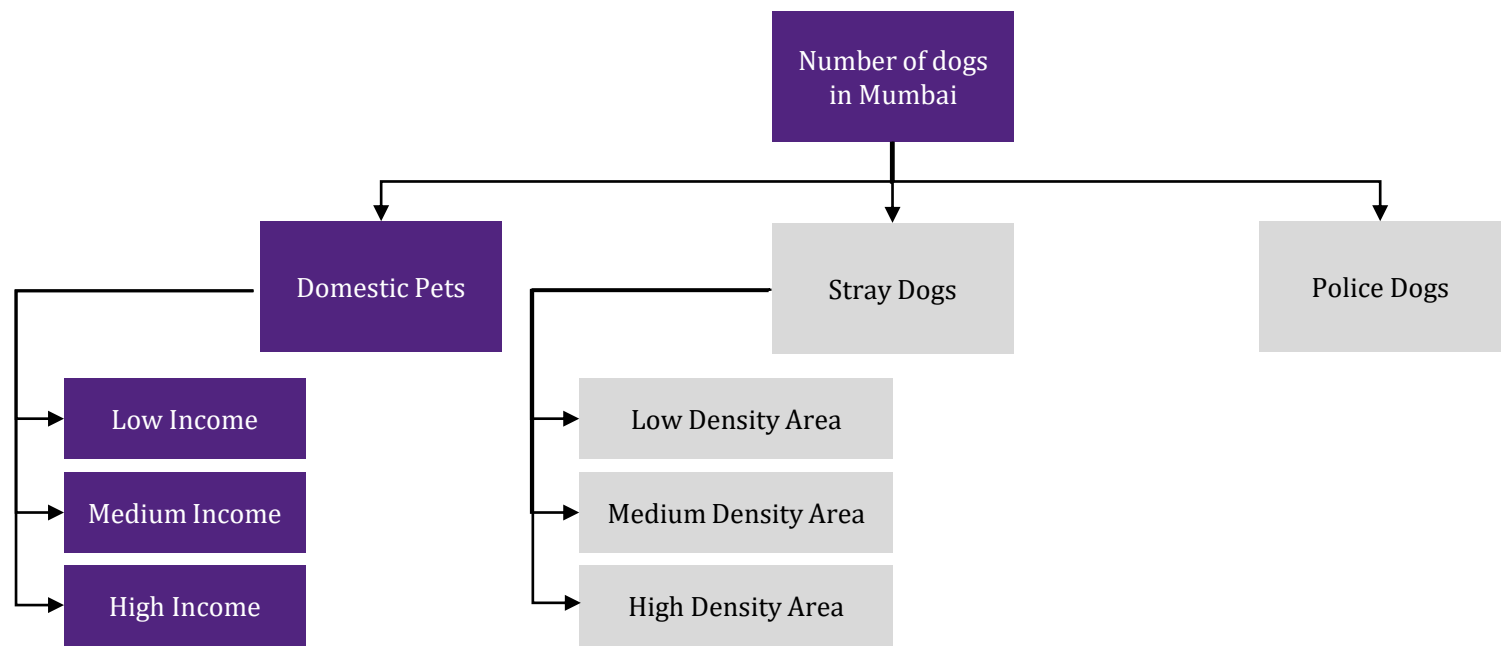 Number of dogs
in Mumbai
Domestic Pets
Stray Dogs
Police Dogs
Low Income
Medium Income
High Income
Low Density Area
Medium Density Area
High Density Area